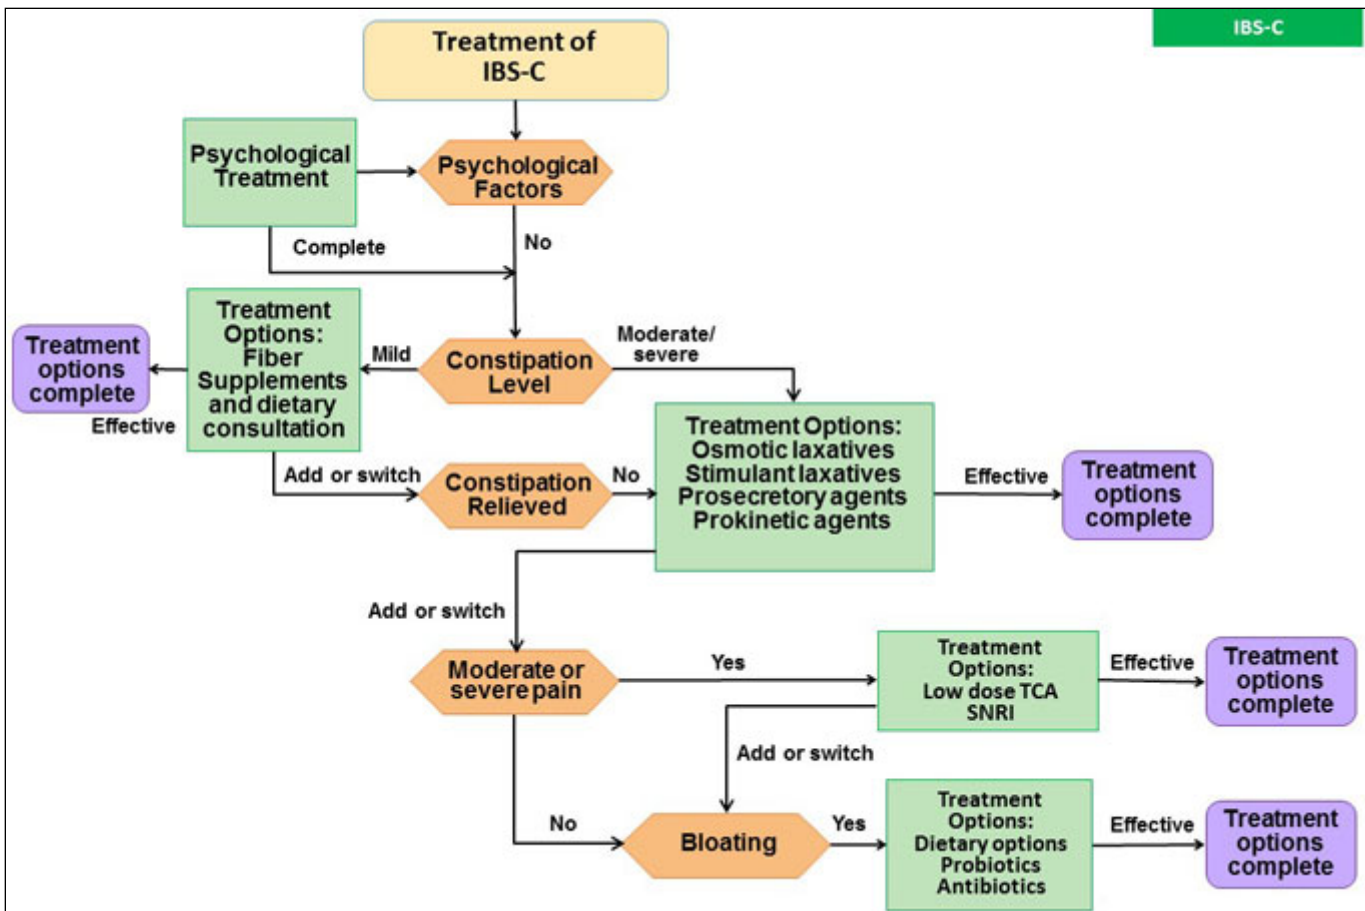 IBS-C
Treatment of
IBS-C
Psychological
Treatment
Psychological
Factors
Complete
No
Treatment
Options:
Fiber
Supplements
and dietary
consultation
Treatment
options
complete
Effective
Mild
Constipation
Level
Moderate/
severe
Treatment Options:
Osmotic laxatives
Stimulant laxatives
Prosecretory agents
Prokinetic agents
Effective
Treatment
options
complete
Add or switch
Constipation
Relieved
No
Add or switch
Moderate or
severe pain
Yes
Treatment
Options:
Low dose TCA
SNRI
Effective
Treatment
options
complete
Add or switch
No
Bloating
Yes
Treatment
Options:
Dietary options
Probiotics
Antibiotics
Effective
Treatment
options
complete